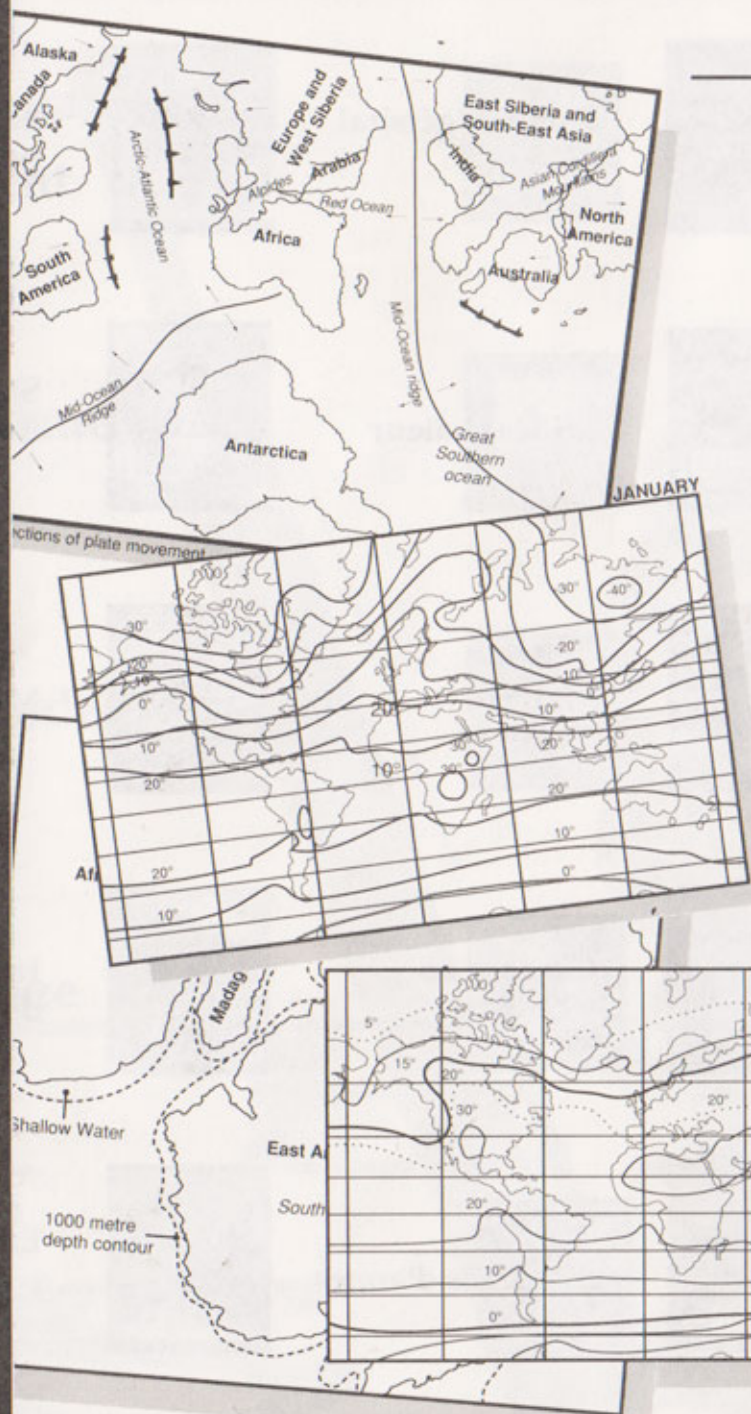 Alaska
anada
Arctic-Atlantic Ocean
South
America
Mid-Ocean
Ridge
Europe and
West Siberia
Arabia
Alpides
Red Ocean
Africa
Antarctica
East Siberia and
South-East Asia
India
Asian Cordillera
Mountains
North
America
Australia
Mid-Ocean ridge
Great
Southern
ocean
ections of plate movement
JANUARY
30°
-20°
-10°
0°
10°
20°
20°
10°
20°
10°
30°
30°
-30°
-40°
-20°
-10°
0°
10°
20°
20°
10°
0°
Afr
Madag
Shallow Water
1000 metre
depth contour
East A
South
5°
15°
20°
30°
20°
20°
10°
0°